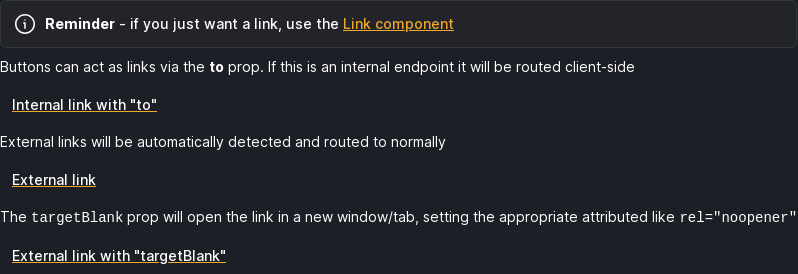 Reminder - if you just want a link, use the Link component
Buttons can act as links via the to prop. If this is an internal endpoint it will be routed client-side
Internal link with "to"
External links will be automatically detected and routed to normally
External link
The targetBlank prop will open the link in a new window/tab, setting the appropriate attributed like rel="noopener"
External link with "targetBlank"